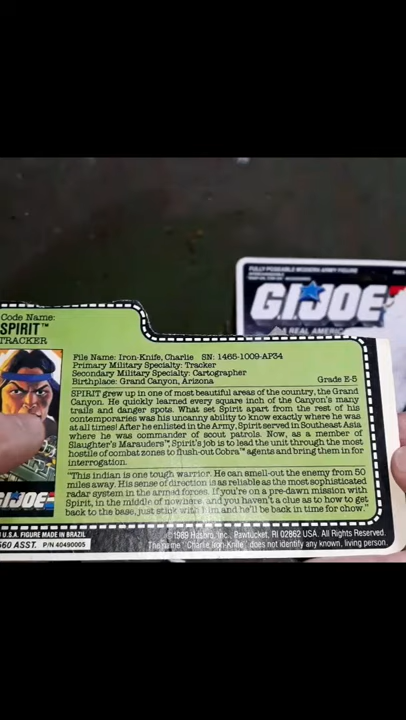 FULLY POSEABLE MODERN ARMY FIGURE
G.I. JOE
A REAL AMERICAN
Code Name:
SPIRIT™
TRACKER
File Name: Iron-Knife, Charlie SN: 1465-1009-AP34
Primary Military Specialty: Tracker
Secondary Military Specialty: Cartographer
Birthplace: Grand Canyon, Arizona Grade E-5
SPIRIT grew up in one of most beautiful areas of the country, the Grand
Canyon. He quickly learned every square inch of the Canyon's many
trails and danger spots. What set Spirit apart from the rest of his
contemporaries was his uncanny ability to know exactly where he was
at all times! After he enlisted in the Army, Spirit served in Southeast Asia
where he was commander of scout patrols. Now, as a member of
Slaughter's Marauders™, Spirit's job is to lead the unit through the most
hostile of combat zones to flush-out Cobra™ agents and bring them in for
interrogation.
"This indian is one tough warrior. He can smell-out the enemy from 50
miles away. His sense of direction is as reliable as the most sophisticated
radar system in the armed forces. If you're on a pre-dawn mission with
Spirit, in the middle of nowhere, and you haven't a clue as to how to get
back to the base, just stick with him and he'll be back in time for chow."
G.I. JOE
U.S.A. FIGURE MADE IN BRAZIL
560 ASST. P/N 40490005
©1989 Hasbro, Inc., Pawtucket, RI 02862 USA. All Rights Reserved.
The name "Charlie Iron-Knife" does not identify any known, living person.